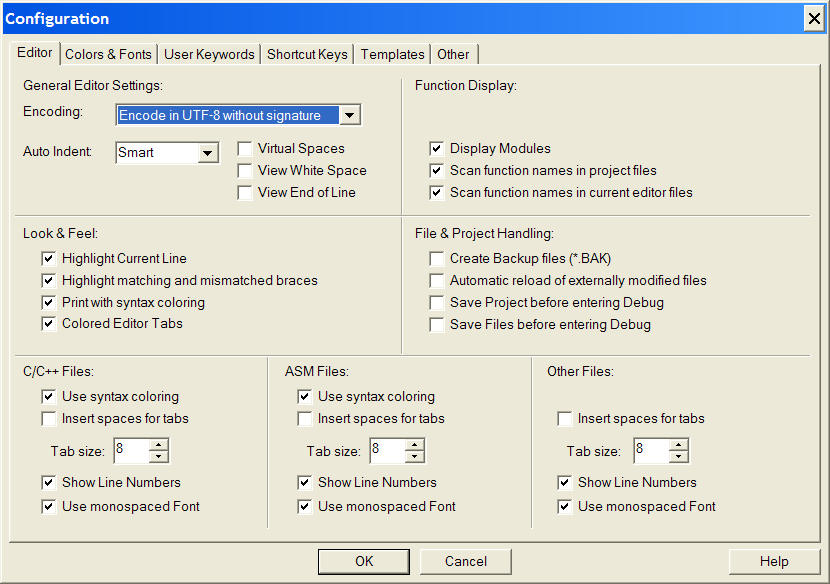 Configuration
Editor Colors & Fonts User Keywords Shortcut Keys Templates Other
General Editor Settings:
Encoding: Encode in UTF-8 without signature
Auto Indent: Smart
Virtual Spaces
View White Space
View End of Line
Function Display:
Display Modules
Scan function names in project files
Scan function names in current editor files
Look & Feel:
Highlight Current Line
Highlight matching and mismatched braces
Print with syntax coloring
Colored Editor Tabs
File & Project Handling:
Create Backup files (*.BAK)
Automatic reload of externally modified files
Save Project before entering Debug
Save Files before entering Debug
C/C++ Files:
Use syntax coloring
Insert spaces for tabs
Tab size: 8
Show Line Numbers
Use monospaced Font
ASM Files:
Use syntax coloring
Insert spaces for tabs
Tab size: 8
Show Line Numbers
Use monospaced Font
Other Files:
Insert spaces for tabs
Tab size: 8
Show Line Numbers
Use monospaced Font
OK Cancel Help